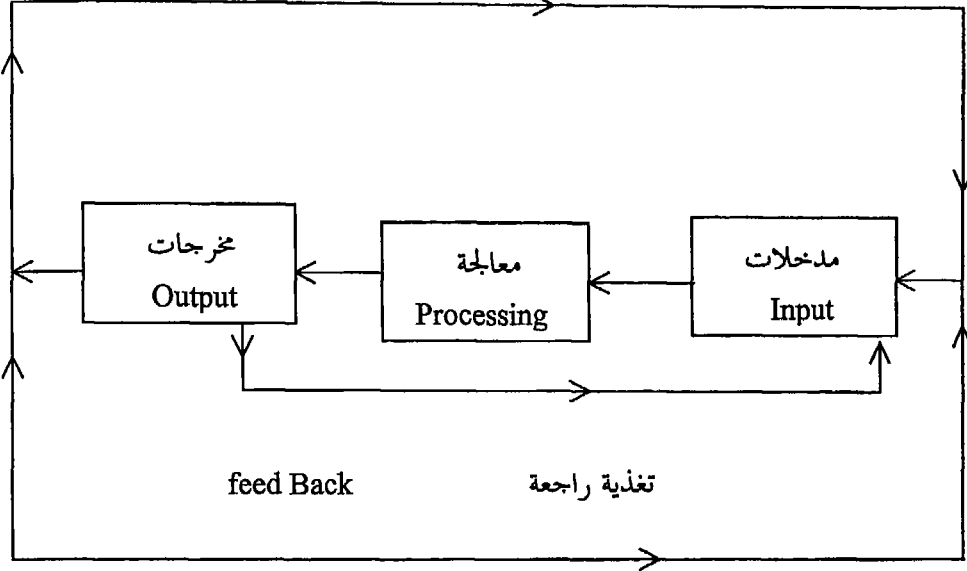 مدخلات
Input
معالجة
Processing
مخرجات
Output
تغذية راجعة
feed Back